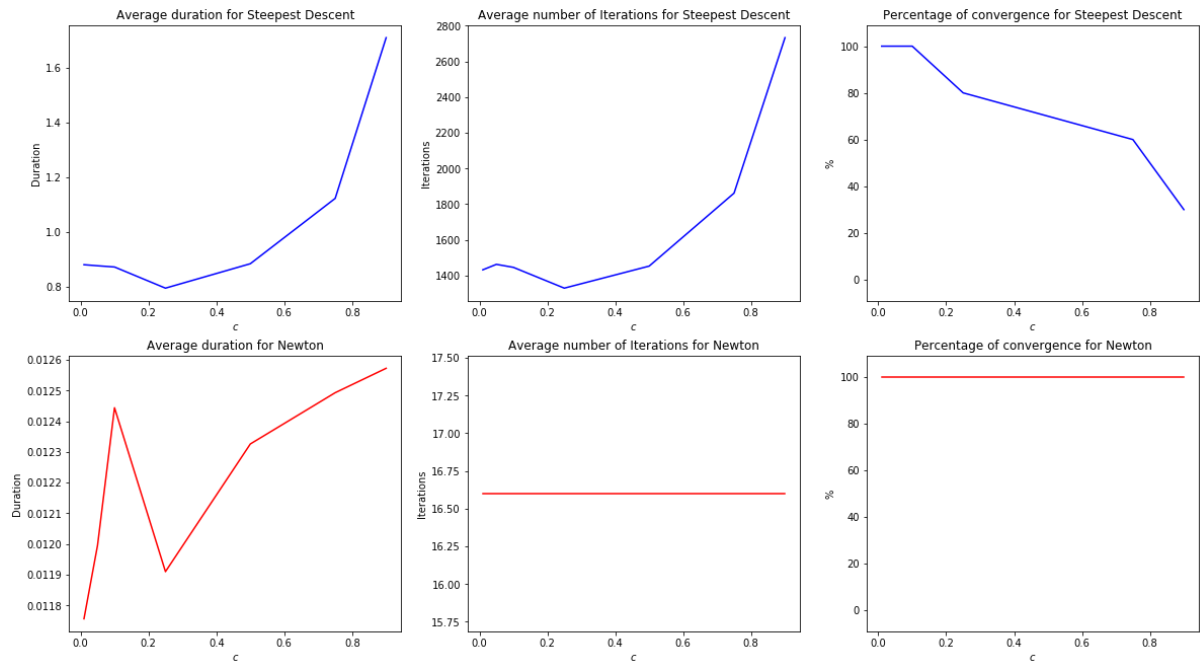 Average duration for Steepest Descent
1.6
1.4
1.2
1.0
0.8
Duration
0.0 0.2 0.4 0.6 0.8
c
Average number of Iterations for Steepest Descent
2800
2600
2400
2200
2000
1800
1600
1400
Iterations
0.0 0.2 0.4 0.6 0.8
c
Percentage of convergence for Steepest Descent
100
80
60
40
20
0
%
0.0 0.2 0.4 0.6 0.8
c
Average duration for Newton
0.0126
0.0125
0.0124
0.0123
0.0122
0.0121
0.0120
0.0119
0.0118
Duration
0.0 0.2 0.4 0.6 0.8
c
Average number of Iterations for Newton
17.50
17.25
17.00
16.75
16.50
16.25
16.00
15.75
Iterations
0.0 0.2 0.4 0.6 0.8
c
Percentage of convergence for Newton
100
80
60
40
20
0
%
0.0 0.2 0.4 0.6 0.8
c